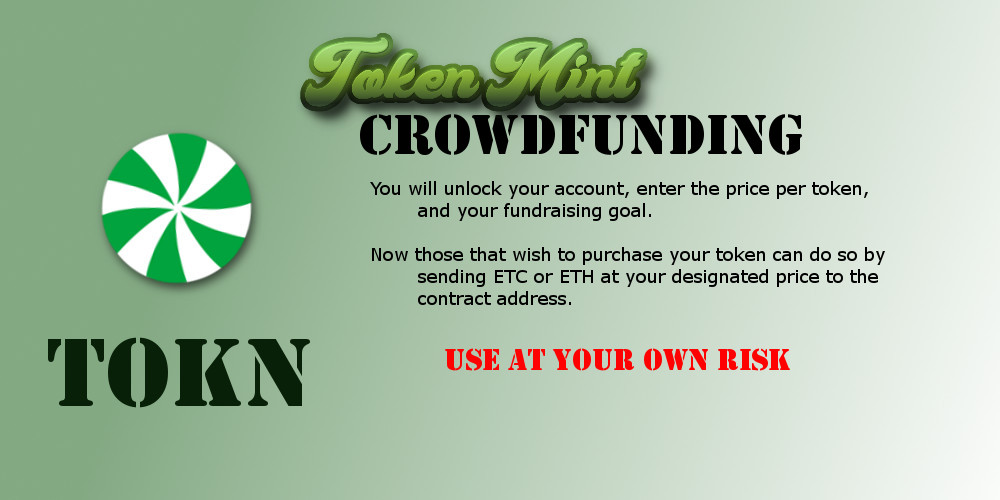 Token Mint
CROWDFUNDING
You will unlock your account, enter the price per token,
and your fundraising goal.
Now those that wish to purchase your token can do so by
sending ETC or ETH at your designated price to the
contract address.
TOKN
USE AT YOUR OWN RISK